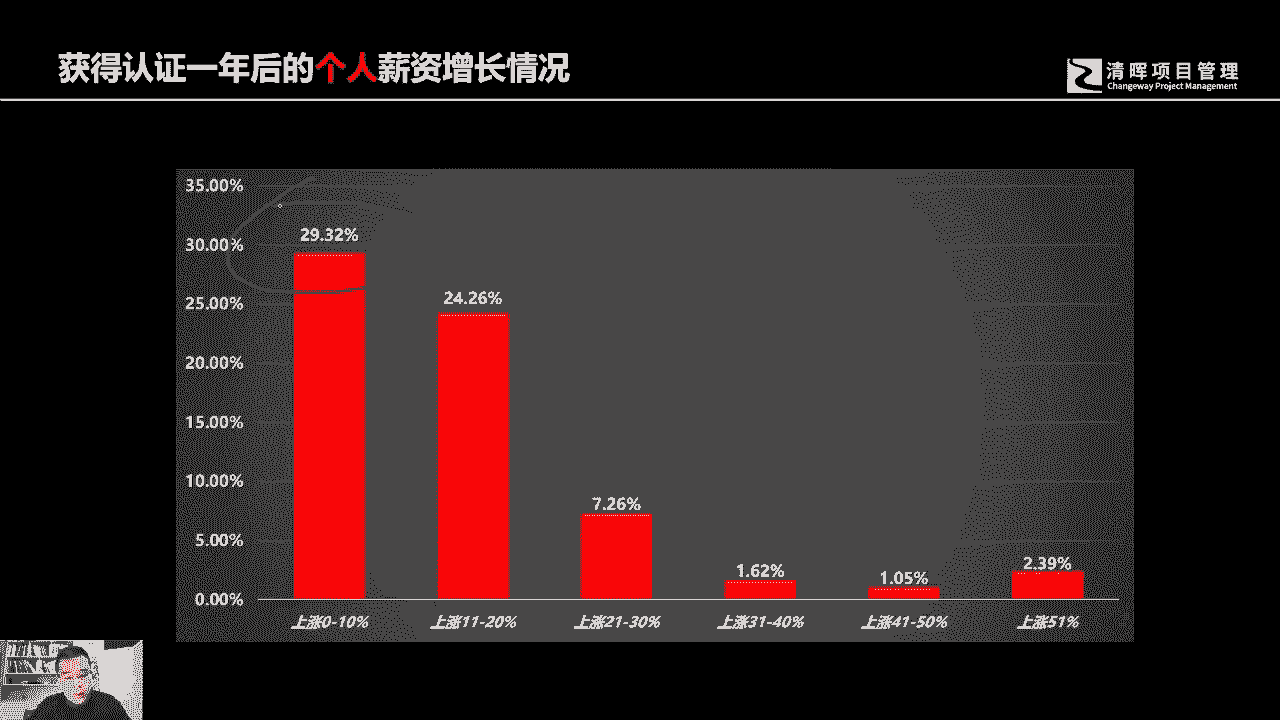 获得认证一年后的个人薪资增长情况
清晖项目管理
Changeway Project Management
35.00%
30.00%
25.00%
20.00%
15.00%
10.00%
5.00%
0.00%
29.32%
24.26%
7.26%
1.62%
1.05%
2.39%
上涨0-10%
上涨11-20%
上涨21-30%
上涨31-40%
上涨41-50%
上涨51%